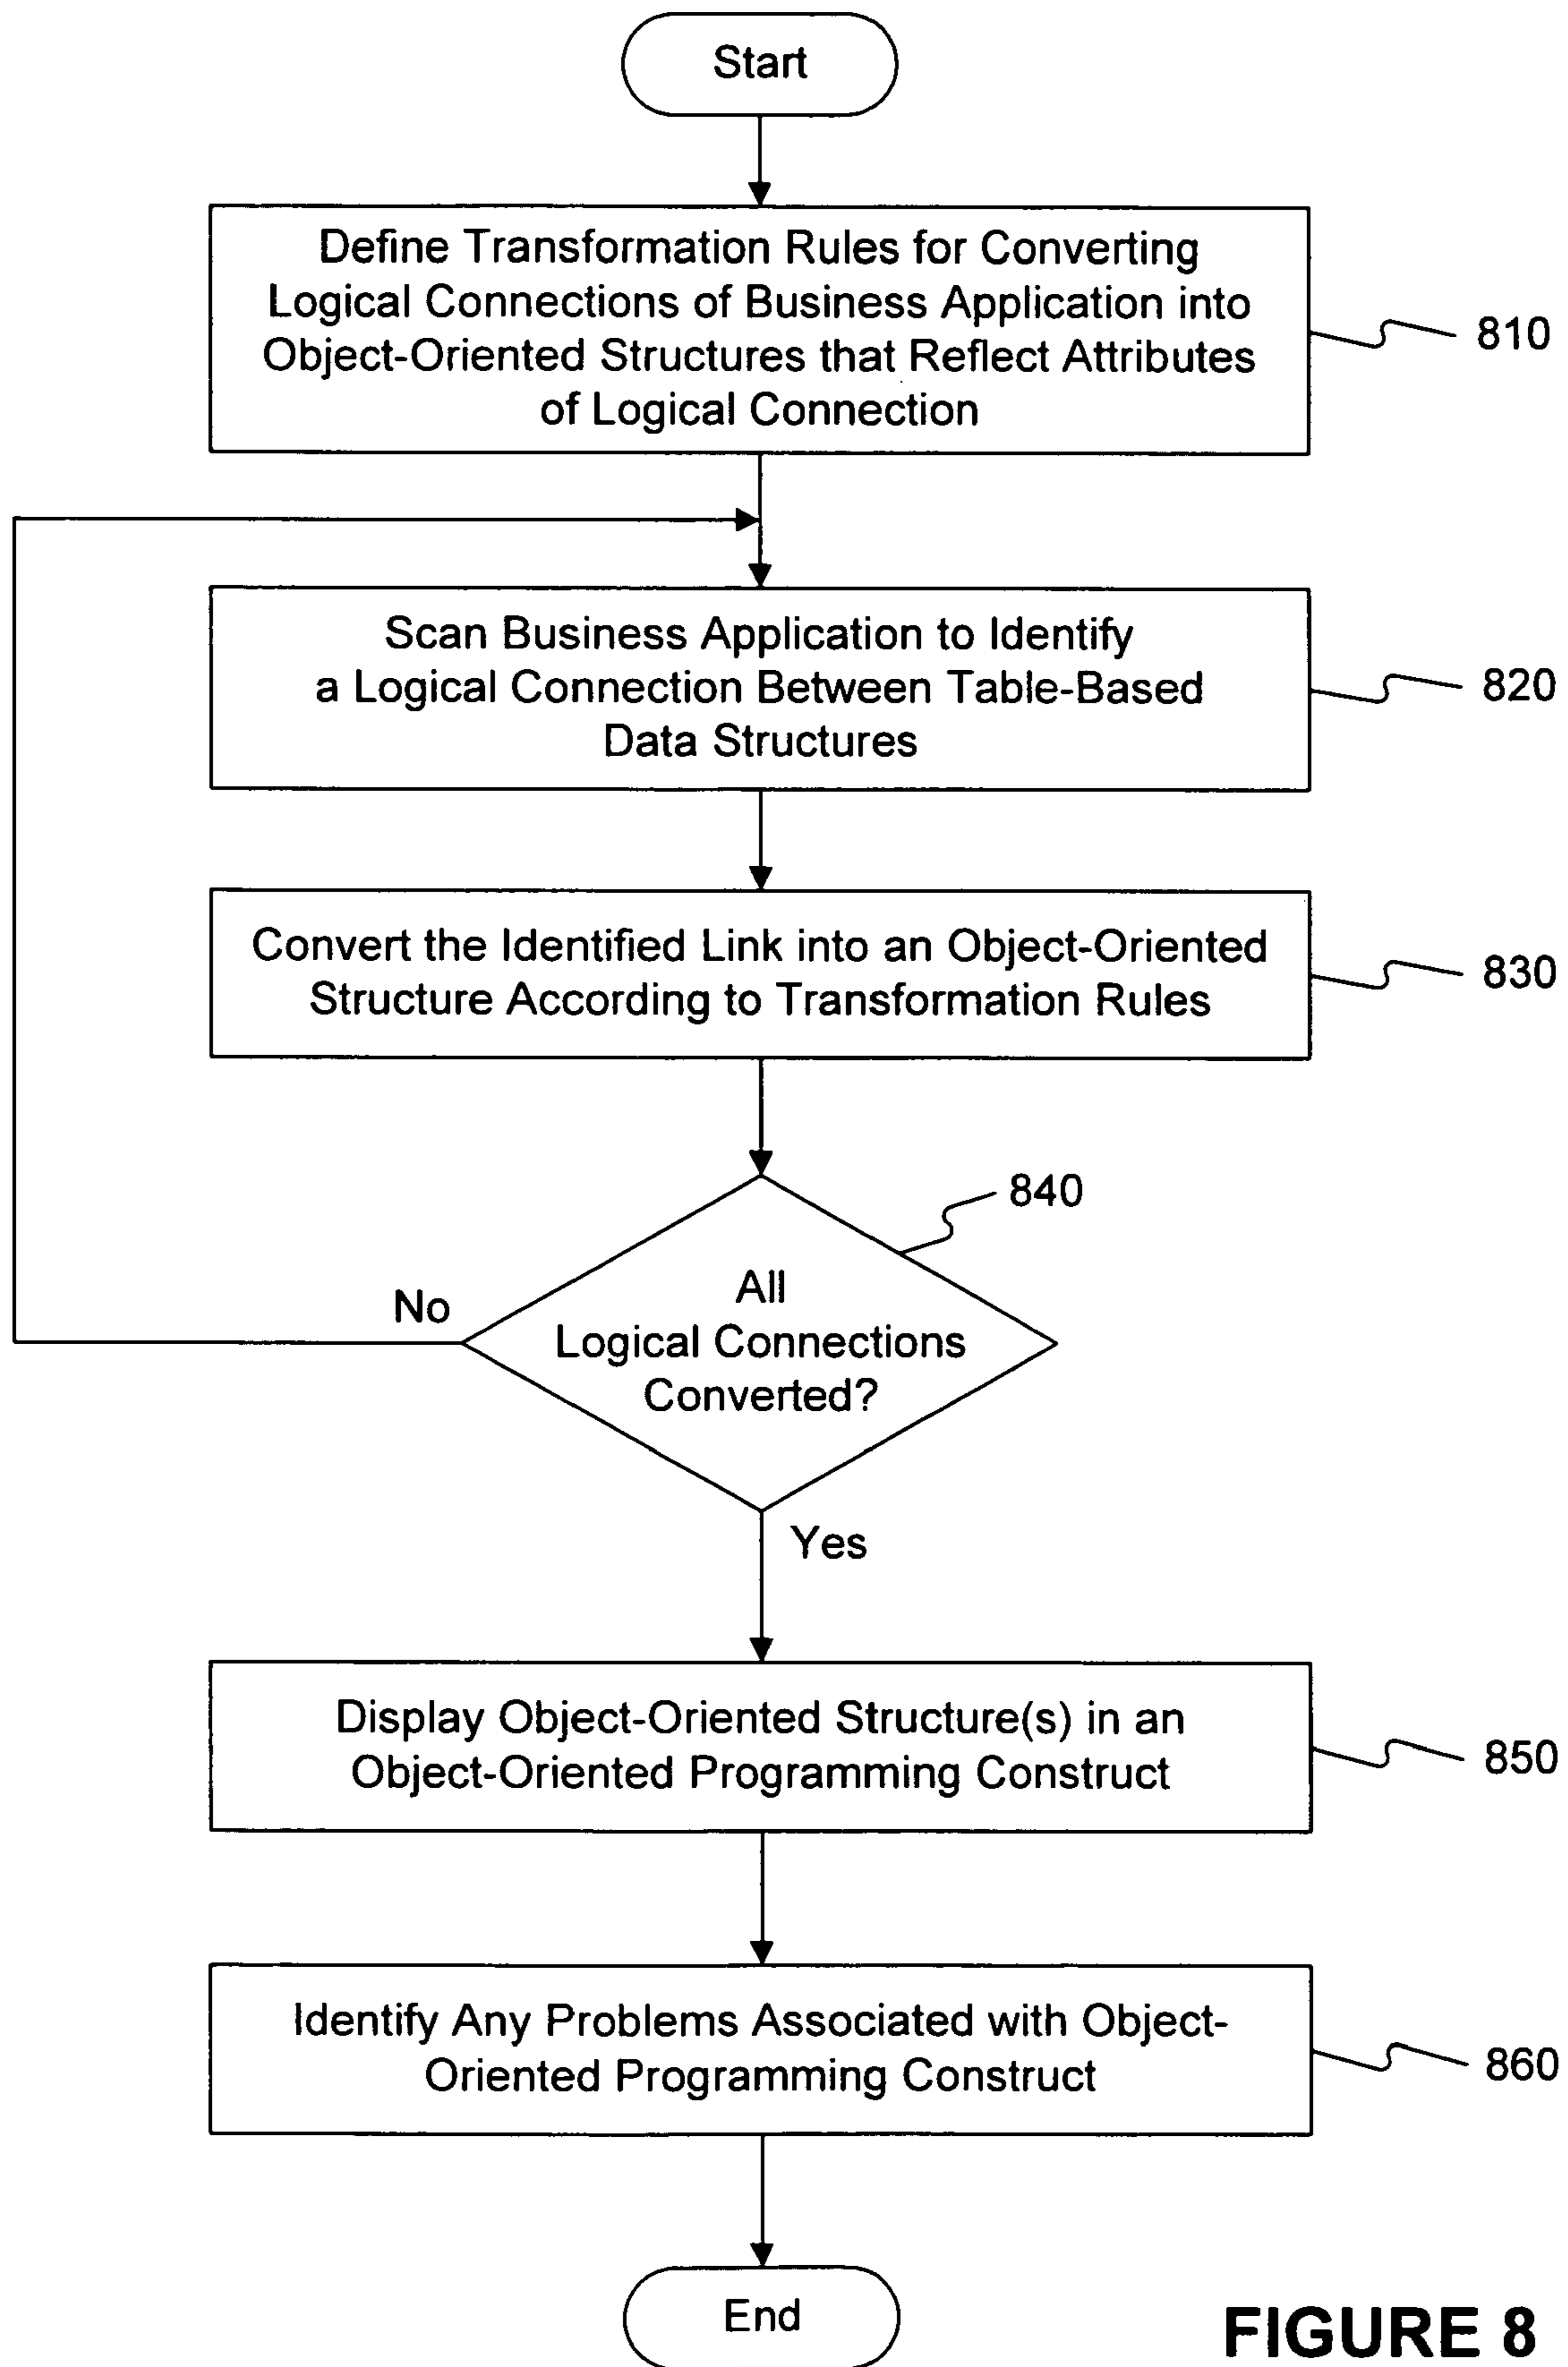 Start
Define Transformation Rules for Converting
Logical Connections of Business Application into
Object-Oriented Structures that Reflect Attributes
of Logical Connection
810
Scan Business Application to Identify
a Logical Connection Between Table-Based
Data Structures
820
Convert the Identified Link into an Object-Oriented
Structure According to Transformation Rules
830
840
All
Logical Connections
Converted?
No
Yes
Display Object-Oriented Structure(s) in an
Object-Oriented Programming Construct
850
Identify Any Problems Associated with Object-
Oriented Programming Construct
860
End
FIGURE 8